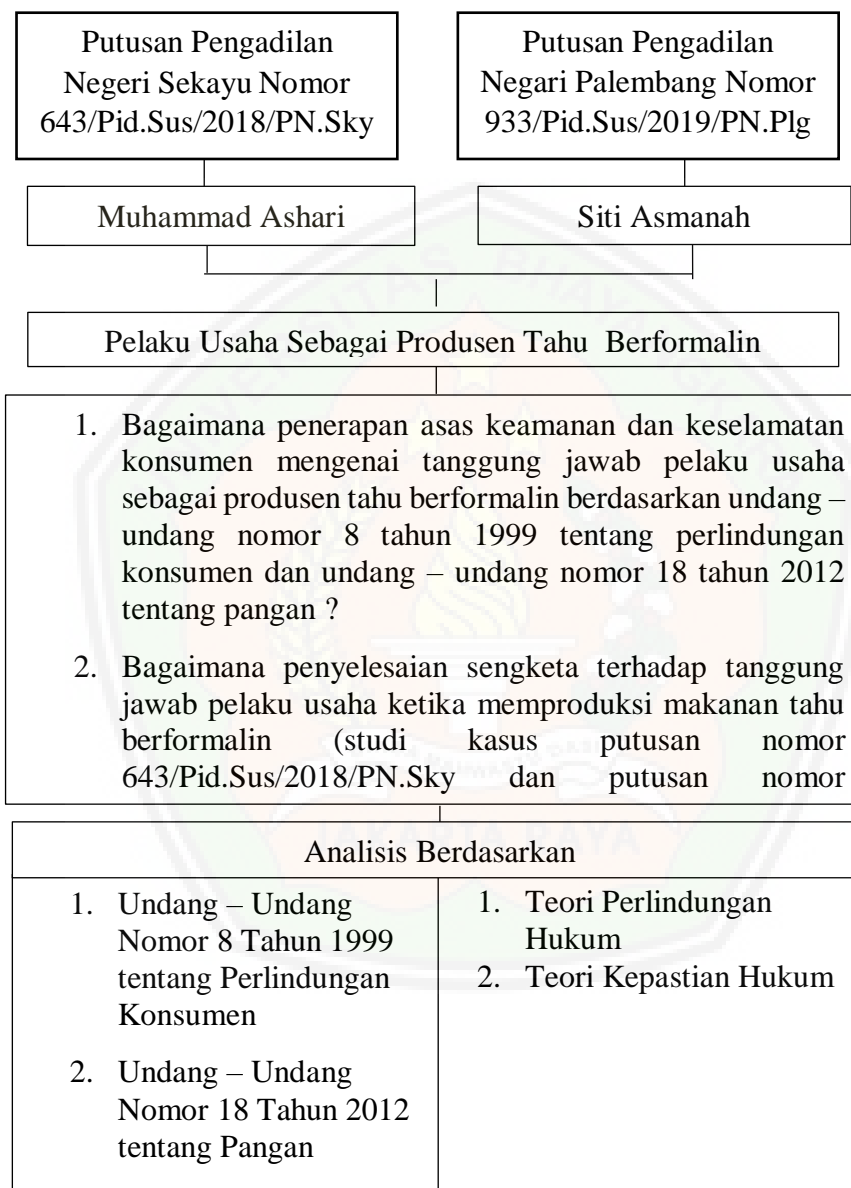 Putusan Pengadilan
Negeri Sekayu Nomor
643/Pid.Sus/2018/PN.Sky
Putusan Pengadilan
Negari Palembang Nomor
933/Pid.Sus/2019/PN.Plg
Muhammad Ashari
Siti Asmanah
Pelaku Usaha Sebagai Produsen Tahu Berformalin
1. Bagaimana penerapan asas keamanan dan keselamatan
konsumen mengenai tanggung jawab pelaku usaha
sebagai produsen tahu berformalin berdasarkan undang –
undang nomor 8 tahun 1999 tentang perlindungan
konsumen dan undang – undang nomor 18 tahun 2012
tentang pangan ?
2. Bagaimana penyelesaian sengketa terhadap tanggung
jawab pelaku usaha ketika memproduksi makanan tahu
berformalin (studi kasus putusan nomor
643/Pid.Sus/2018/PN.Sky dan putusan nomor
Analisis Berdasarkan
1. Undang – Undang
Nomor 8 Tahun 1999
tentang Perlindungan
Konsumen
2. Undang – Undang
Nomor 18 Tahun 2012
tentang Pangan
1. Teori Perlindungan
Hukum
2. Teori Kepastian Hukum
JAKARTA RAYA